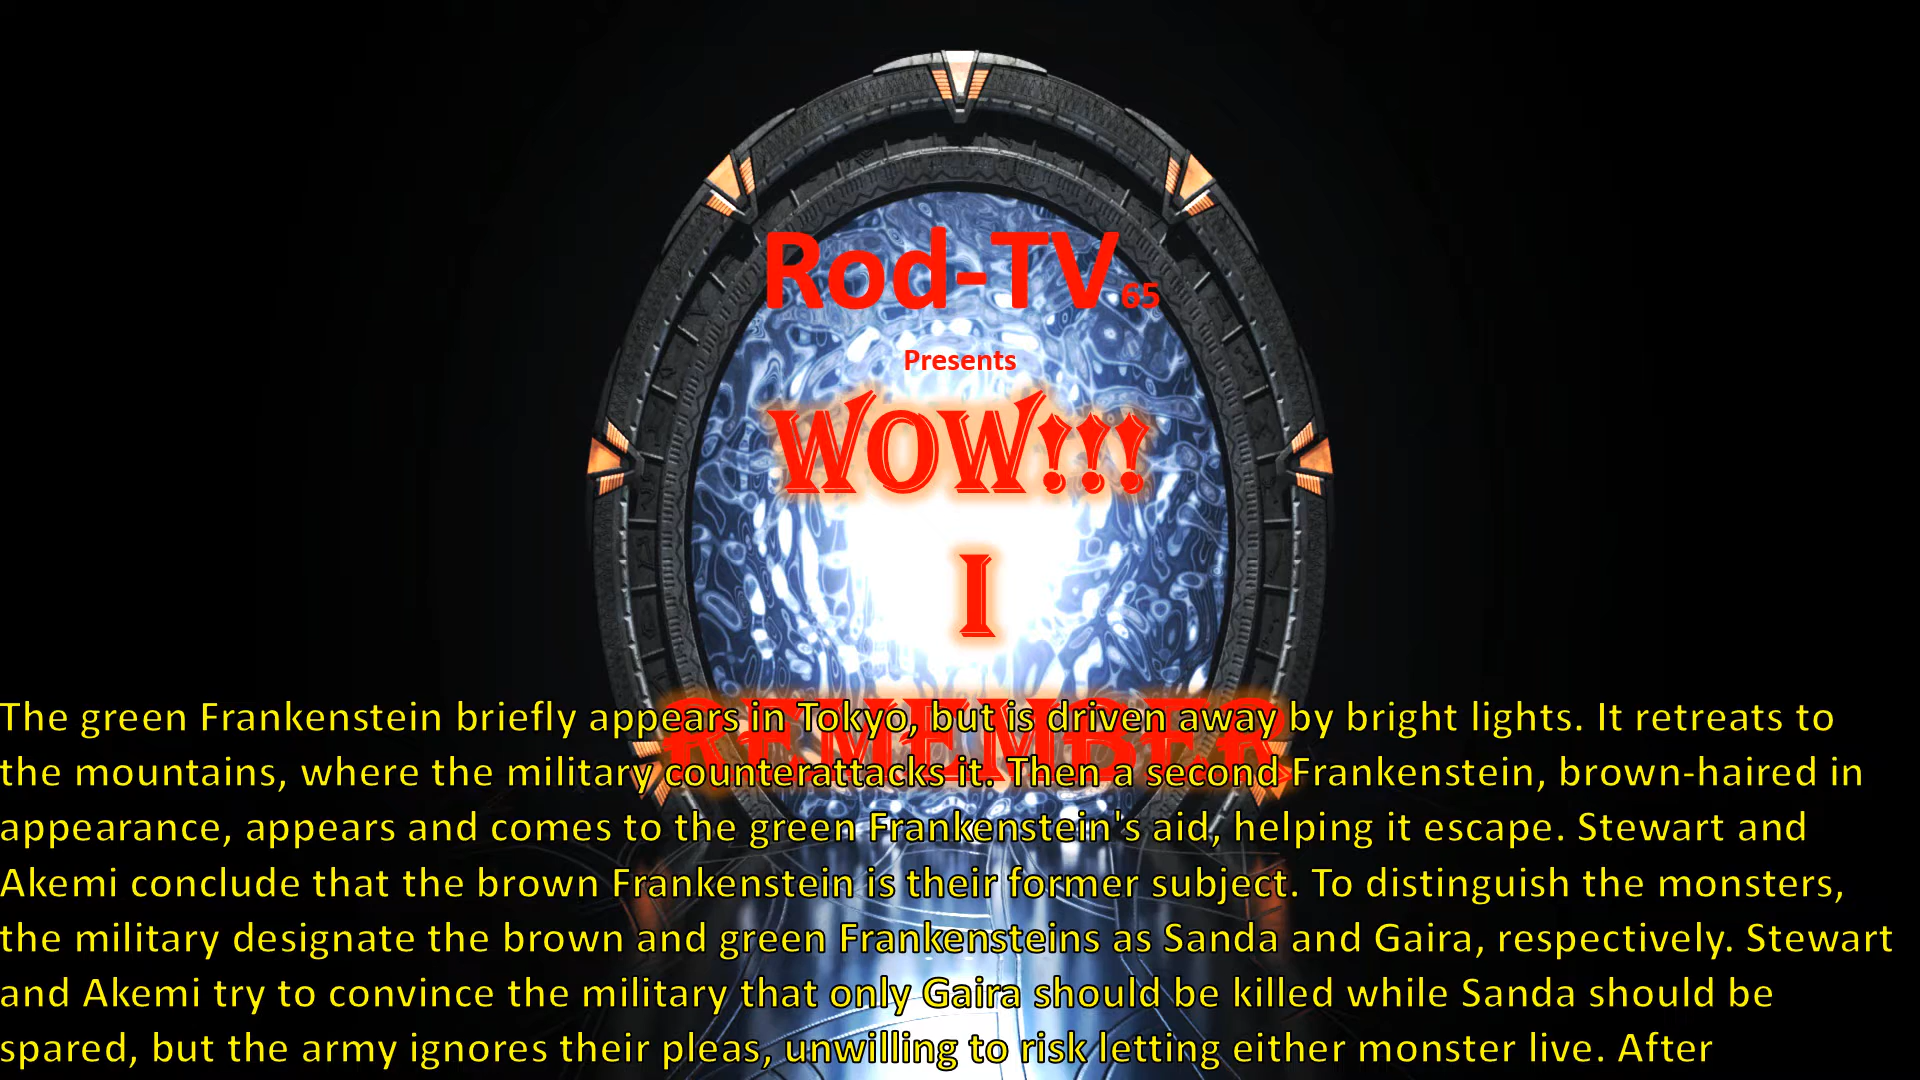 Rod-TV 65
Presents
WOW!!!
I
REMEMBER
The green Frankenstein briefly appears in Tokyo, but is driven away by bright lights. It retreats to
the mountains, where the military counterattacks it. Then a second Frankenstein, brown-haired in
appearance, appears and comes to the green Frankenstein's aid, helping it escape. Stewart and
Akemi conclude that the brown Frankenstein is their former subject. To distinguish the monsters,
the military designate the brown and green Frankensteins as Sanda and Gaira, respectively. Stewart
and Akemi try to convince the military that only Gaira should be killed while Sanda should be
spared, but the army ignores their pleas, unwilling to risk letting either monster live. After